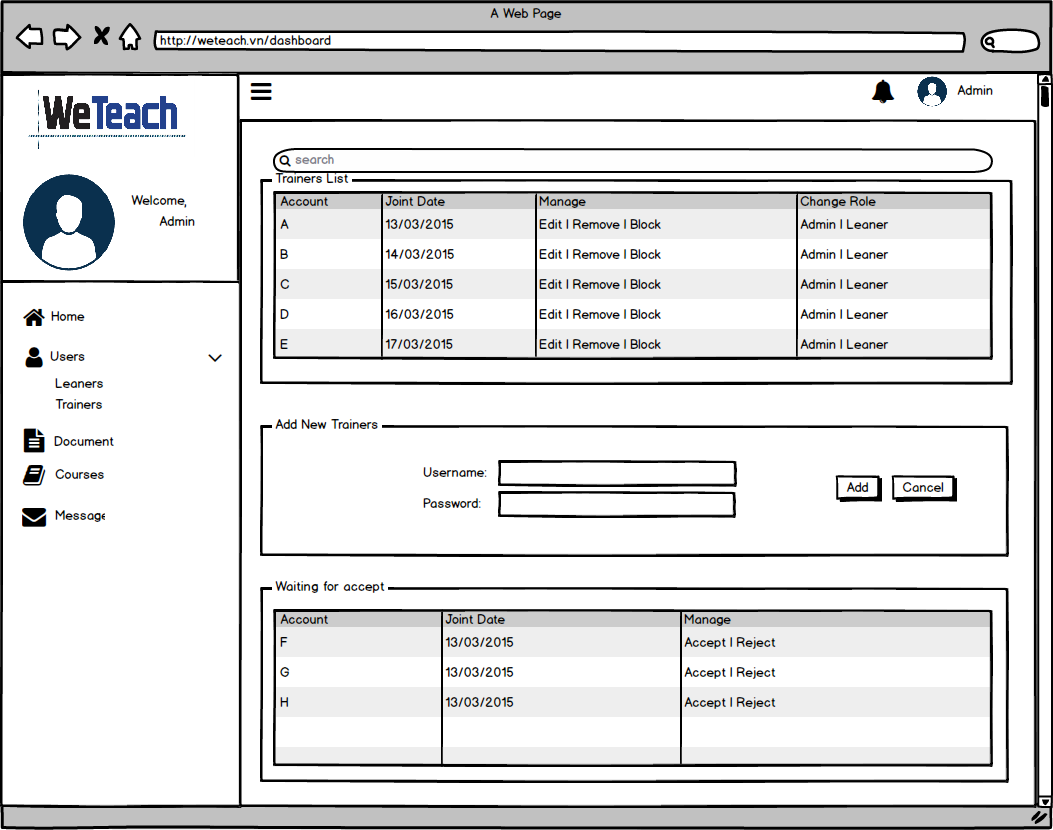 A Web Page
http://weteach.vn/dashboard
WeTeach
Admin
Welcome,
Admin
Home
Users
Leaners
Trainers
Document
Courses
Message
search
Trainers List
Account Joint Date Manage Change Role
A 13/03/2015 Edit | Remove | Block Admin | Leaner
B 14/03/2015 Edit | Remove | Block Admin | Leaner
C 15/03/2015 Edit | Remove | Block Admin | Leaner
D 16/03/2015 Edit | Remove | Block Admin | Leaner
E 17/03/2015 Edit | Remove | Block Admin | Leaner
Add New Trainers
Username:
Password:
Add Cancel
Waiting for accept
Account Joint Date Manage
F 13/03/2015 Accept | Reject
G 13/03/2015 Accept | Reject
H 13/03/2015 Accept | Reject